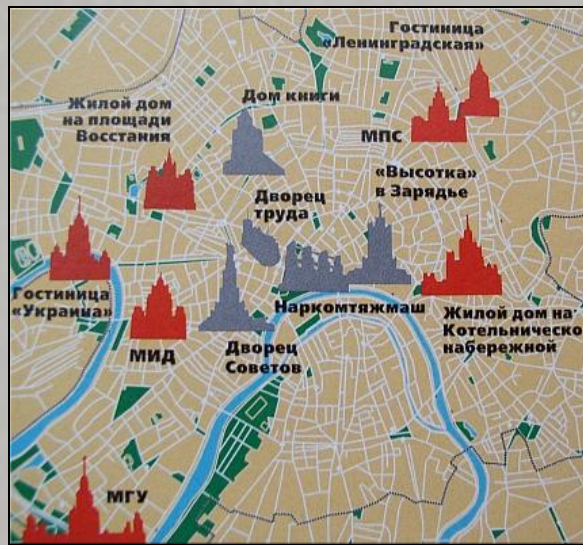 Гостиница
«Ленинградская»
Жилой дом
на площади
Восстания
Дом книги
МПС
«Высотка»
в Зарядье
Дворец
труда
Гостиница
«Украина»
МИД
Дворец
Советов
Наркомтяжмаш
Жилой дом на
Котельническо
набережной
МГУ